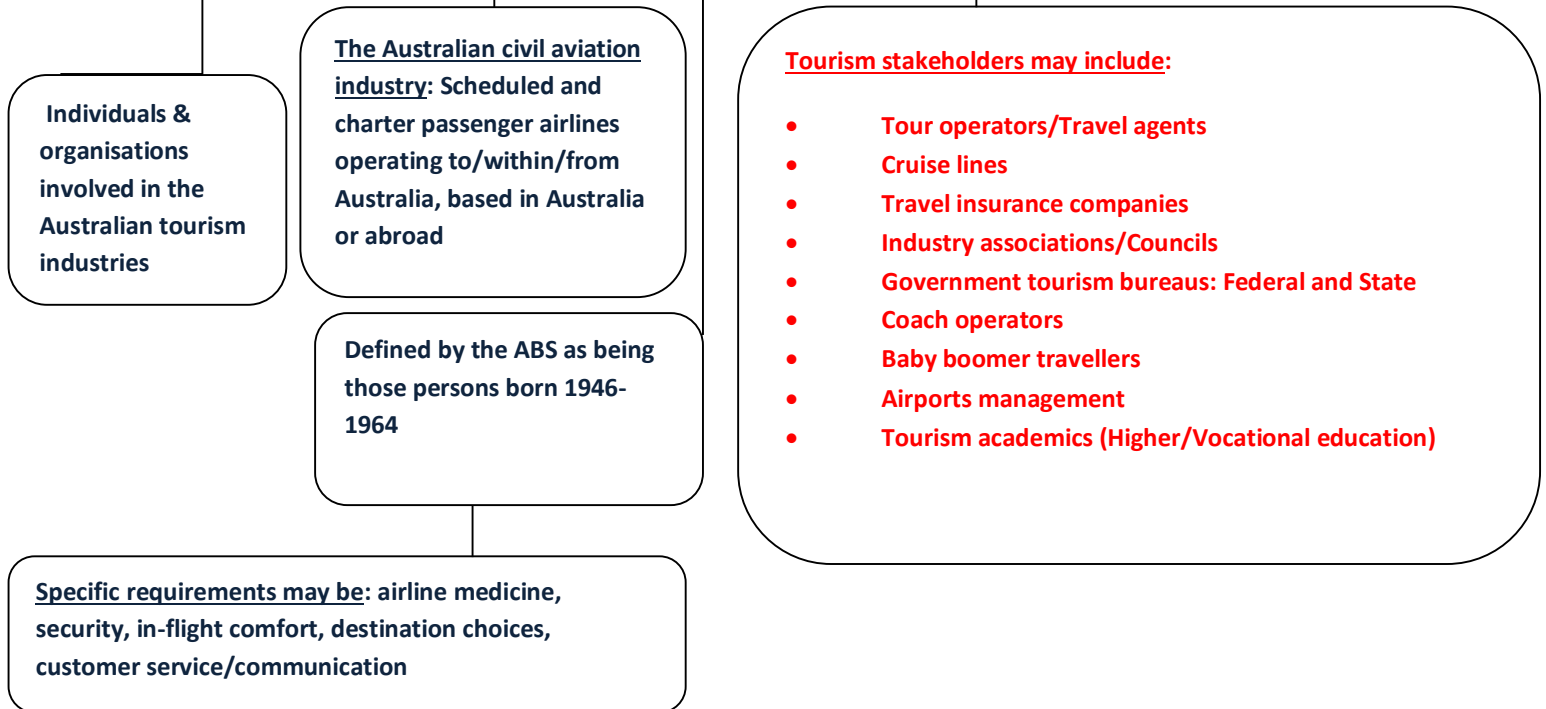 Individuals &
organisations
involved in the
Australian tourism
industries
The Australian civil aviation
industry: Scheduled and
charter passenger airlines
operating to/within/from
Australia, based in Australia
or abroad
Defined by the ABS as being
those persons born 1946-
1964
Specific requirements may be: airline medicine,
security, in-flight comfort, destination choices,
customer service/communication
Tourism stakeholders may include:
• Tour operators/Travel agents
• Cruise lines
• Travel insurance companies
• Industry associations/Councils
• Government tourism bureaus: Federal and State
• Coach operators
• Baby boomer travellers
• Airports management
• Tourism academics (Higher/Vocational education)